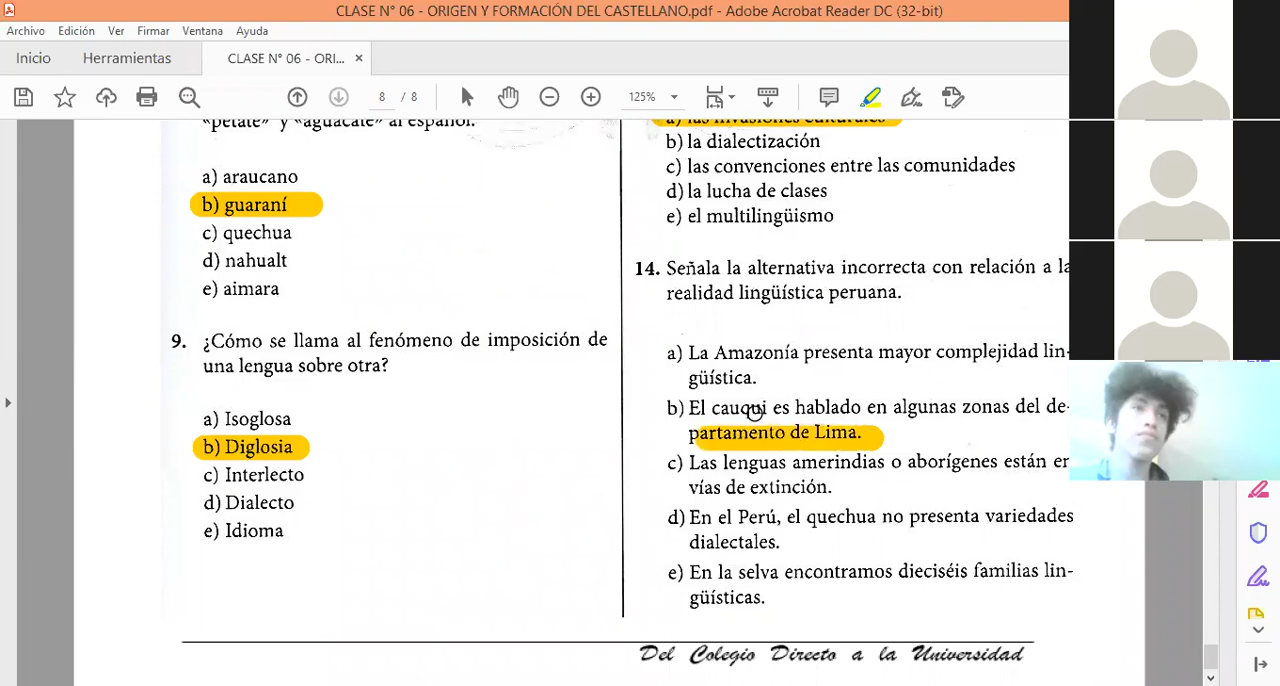 CLASE N° 06 - ORIGEN Y FORMACIÓN DEL CASTELLANO.pdf - Adobe Acrobat Reader DC (32-bit)
Archivo Edición Ver Firmar Ventana Ayuda
Inicio Herramientas CLASE N° 06 - ORI... ×
8 / 8 125%
«petate» y «aguacate» al español.
a) araucano
b) guaraní
c) quechua
d) nahualt
e) aimara
9. ¿Cómo se llama al fenómeno de imposición de
una lengua sobre otra?
a) Isoglosa
b) Diglosia
c) Interlecto
d) Dialecto
e) Idioma
a) las invasiones culturales
b) la dialectización
c) las convenciones entre las comunidades
d) la lucha de clases
e) el multilingüismo
14. Señala la alternativa incorrecta con relación a la
realidad lingüística peruana.
a) La Amazonía presenta mayor complejidad lin-
güística.
b) El cauqui es hablado en algunas zonas del de-
partamento de Lima.
c) Las lenguas amerindias o aborígenes están en
vías de extinción.
d) En el Perú, el quechua no presenta variedades
dialectales.
e) En la selva encontramos dieciséis familias lin-
güísticas.
Del Colegio Directo a la Universidad